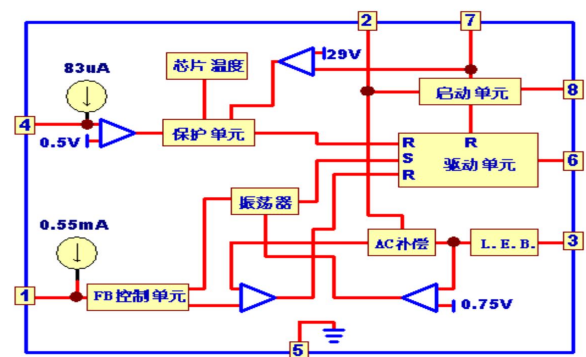 2 7
83uA 芯片 温度 29V
启动单元 8
4
0.5V 保护 单元 R R
S 驱动单元 6
R
振荡器
0.55mA AC补偿 L.E.B. 3
1 FB控制单元 0.75V
5